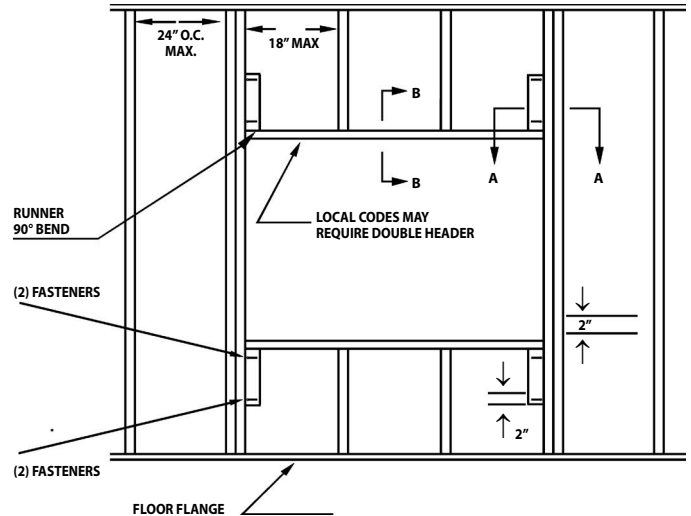 24” O.C.
MAX.
18” MAX
B
A
A
B
RUNNER
90° BEND
LOCAL CODES MAY
REQUIRE DOUBLE HEADER
(2) FASTENERS
2”
2”
(2) FASTENERS
FLOOR FLANGE